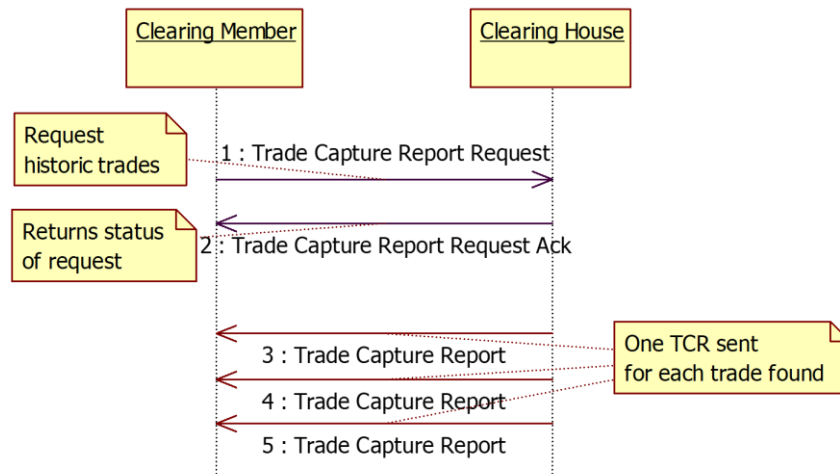 Clearing Member
Clearing House
Request
historic trades
1 : Trade Capture Report Request
Returns status
of request
2 : Trade Capture Report Request Ack
One TCR sent
for each trade found
3 : Trade Capture Report
4 : Trade Capture Report
5 : Trade Capture Report